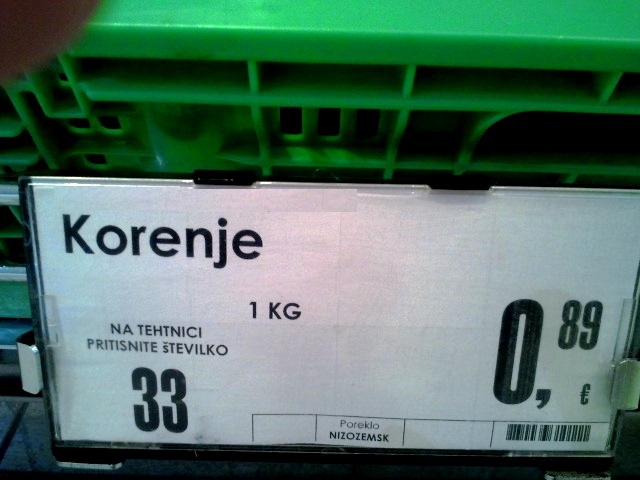 Korenje
1 KG
NA TEHTNICI
PRITISNITE ŠTEVILKO
33
0,89
€
Poreklo
NIZOZEMSK